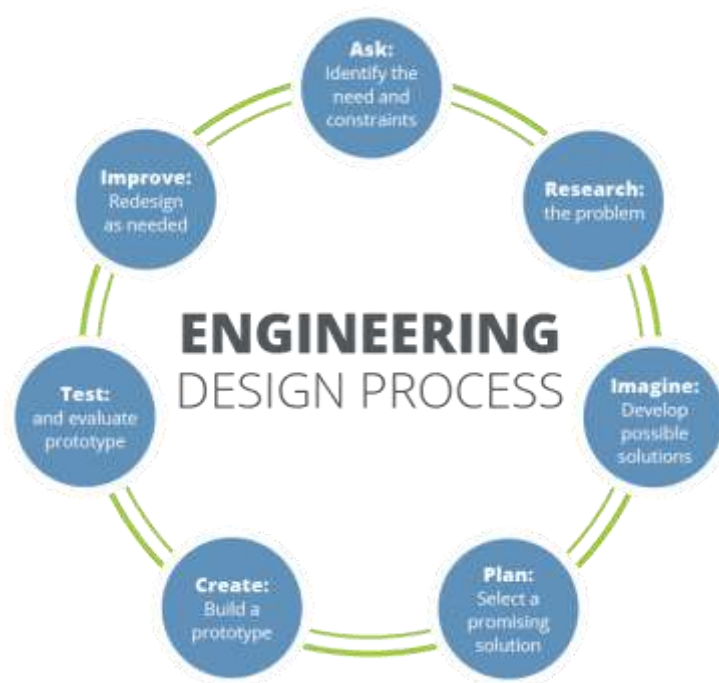 Ask:
Identify the
need and
constraints
Research:
the problem
Imagine:
Develop
possible
solutions
Plan:
Select a
promising
solution
Create:
Build a
prototype
Test:
and evaluate
prototype
Improve:
Redesign
as needed
ENGINEERING
DESIGN PROCESS